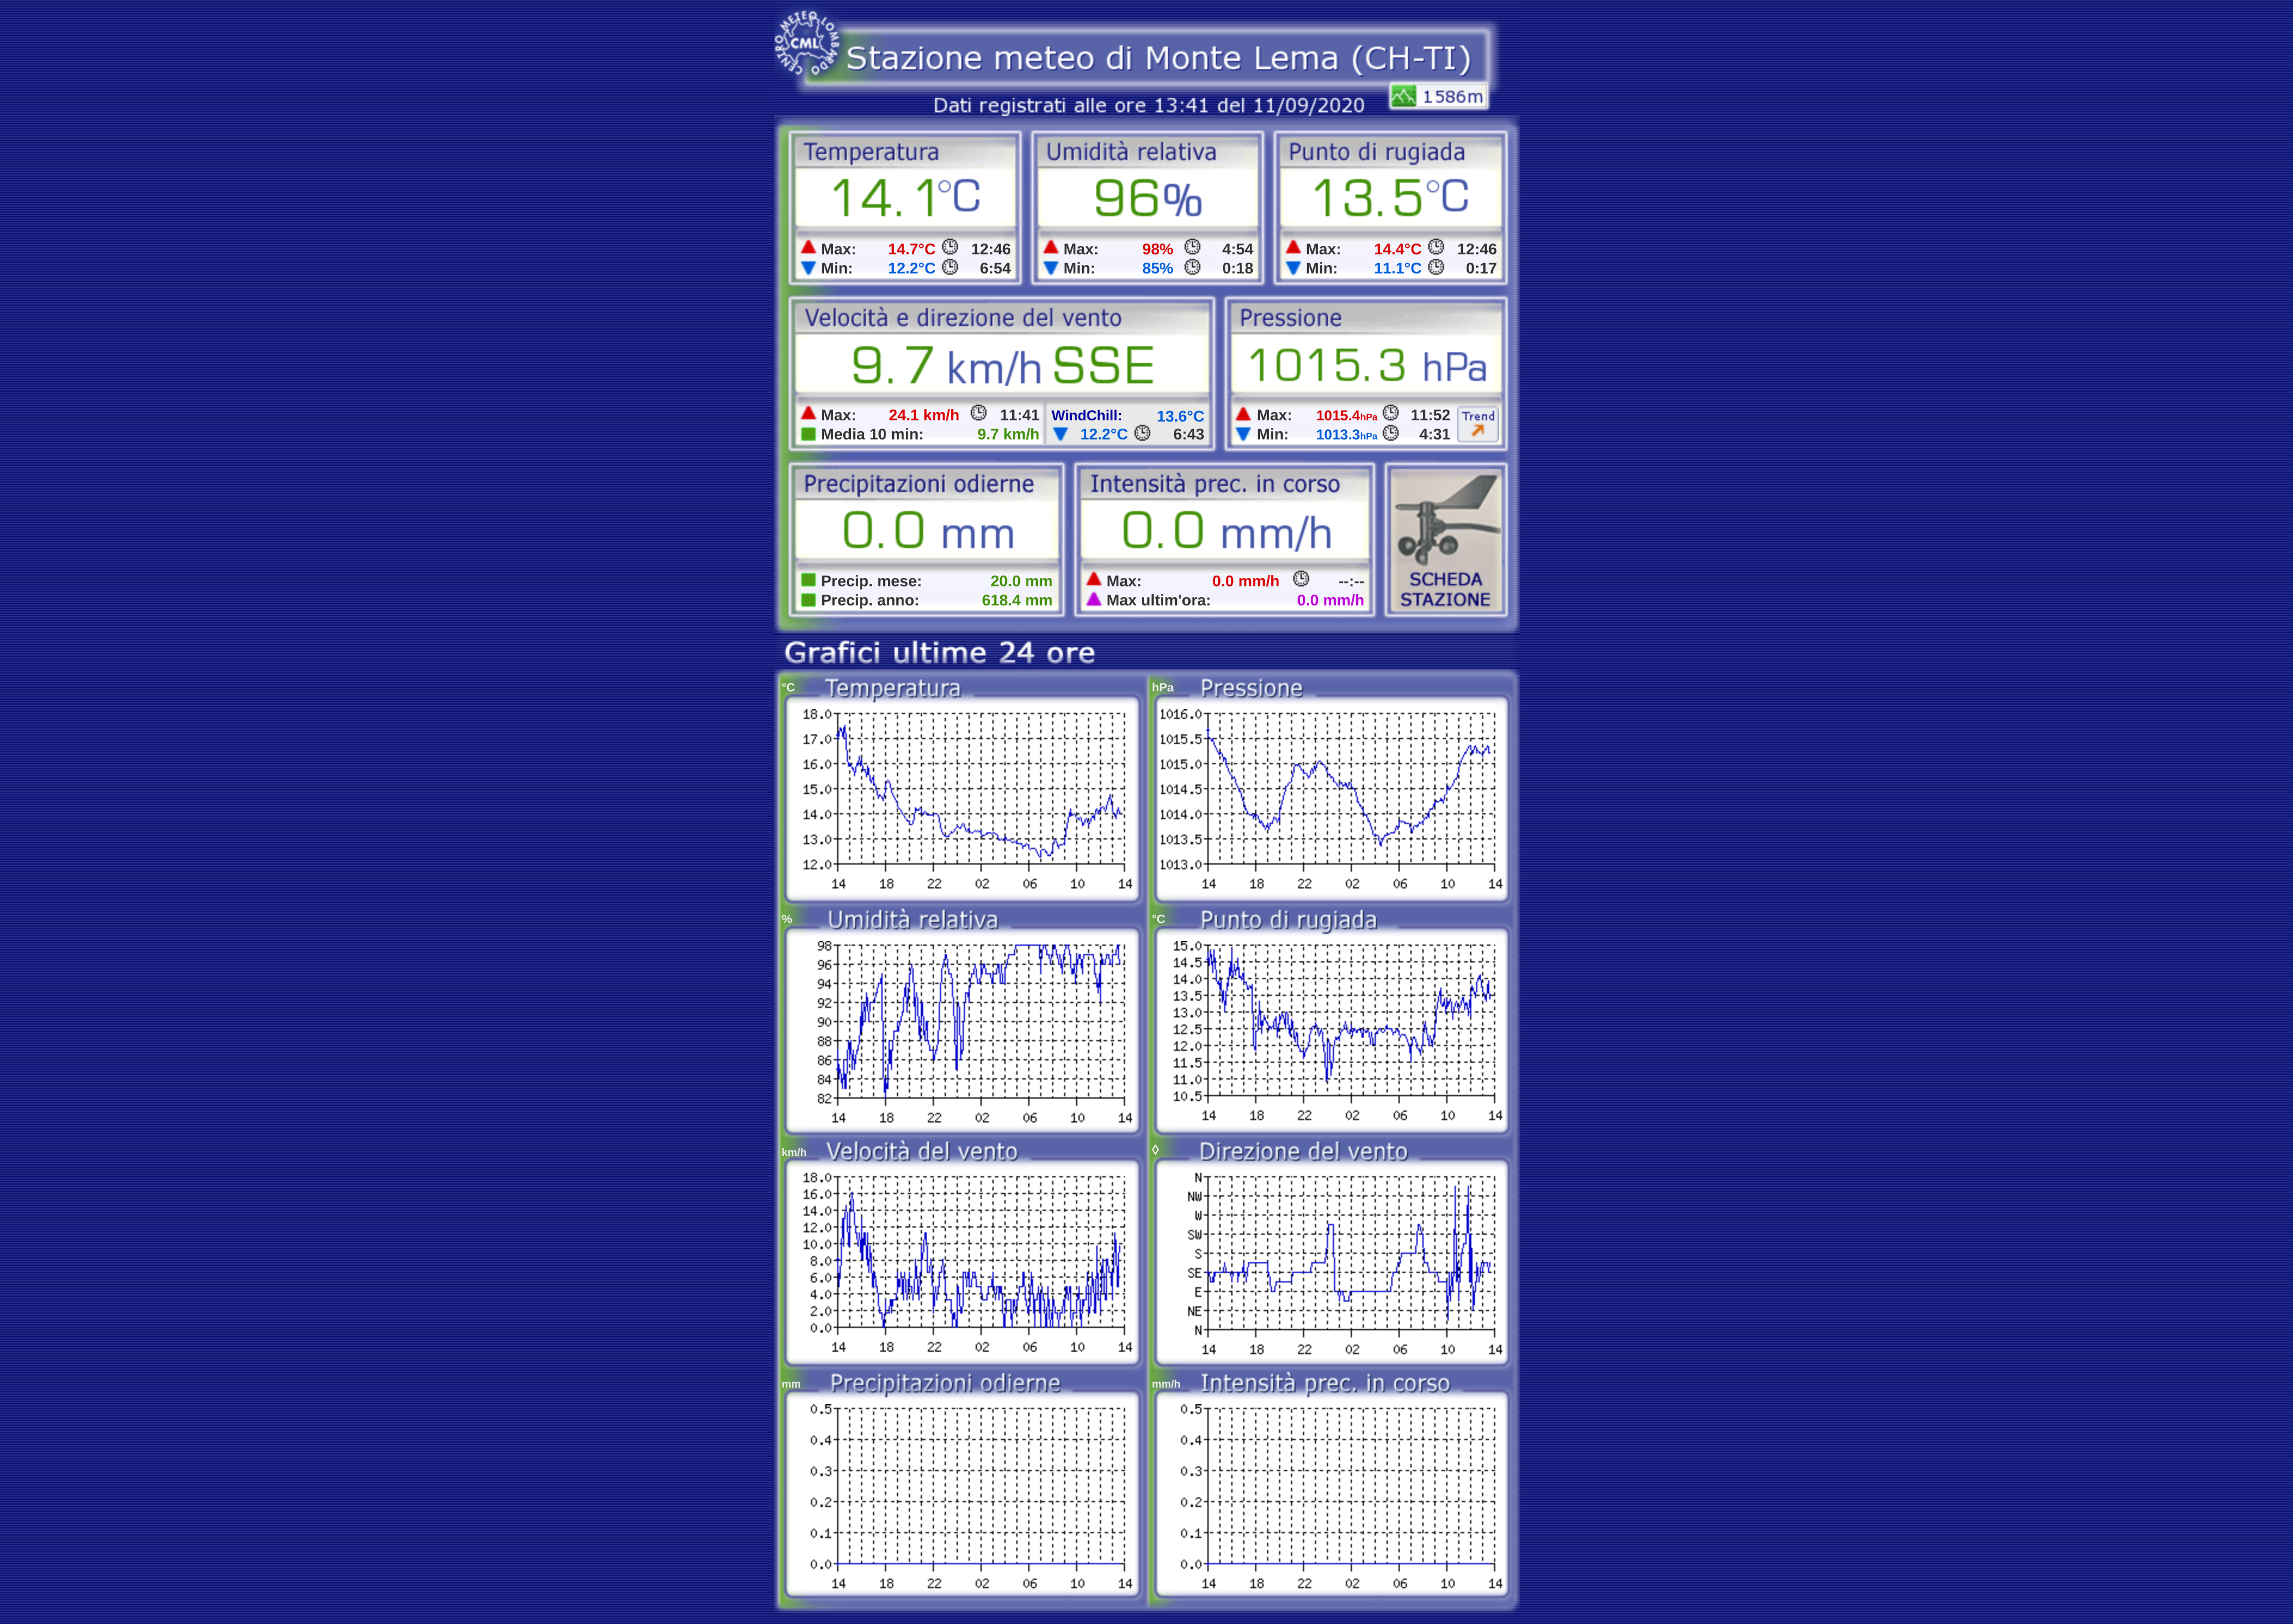 CENTRO METEO LOMBARDO
CML
Stazione meteo di Monte Lema (CH-TI)
1586m
Dati registrati alle ore 13:41 del 11/09/2020
Temperatura
14.1°C
Max: 14.7°C 12:46
Min: 12.2°C 6:54
Umidità relativa
96%
Max: 98% 4:54
Min: 85% 0:18
Punto di rugiada
13.5°C
Max: 14.4°C 12:46
Min: 11.1°C 0:17
Velocità e direzione del vento
9.7 km/h SSE
Max: 24.1 km/h 11:41
Media 10 min: 9.7 km/h
WindChill: 13.6°C
12.2°C 6:43
Pressione
1015.3 hPa
Max: 1015.4hPa 11:52
Min: 1013.3hPa 4:31
Trend
Precipitazioni odierne
0.0 mm
Precip. mese: 20.0 mm
Precip. anno: 618.4 mm
Intensità prec. in corso
0.0 mm/h
Max: 0.0 mm/h --:--
Max ultim'ora: 0.0 mm/h
SCHEDA
STAZIONE
Grafici ultime 24 ore
°C Temperatura
18.0
17.0
16.0
15.0
14.0
13.0
12.0
14 18 22 02 06 10 14
hPa Pressione
1016.0
1015.5
1015.0
1014.5
1014.0
1013.5
1013.0
14 18 22 02 06 10 14
% Umidità relativa
98
96
94
92
90
88
86
84
82
14 18 22 02 06 10 14
°C Punto di rugiada
15.0
14.5
14.0
13.5
13.0
12.5
12.0
11.5
11.0
10.5
14 18 22 02 06 10 14
km/h Velocità del vento
18.0
16.0
14.0
12.0
10.0
8.0
6.0
4.0
2.0
0.0
14 18 22 02 06 10 14
◊ Direzione del vento
N
NW
W
SW
S
SE
E
NE
N
14 18 22 02 06 10 14
mm Precipitazioni odierne
0.5
0.4
0.3
0.2
0.1
0.0
14 18 22 02 06 10 14
mm/h Intensità prec. in corso
0.5
0.4
0.3
0.2
0.1
0.0
14 18 22 02 06 10 14